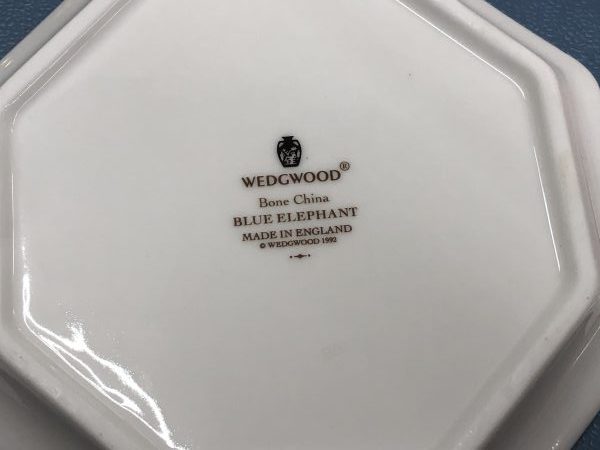 WEDGWOOD®
Bone China
BLUE ELEPHANT
MADE IN ENGLAND
© WEDGWOOD 1992